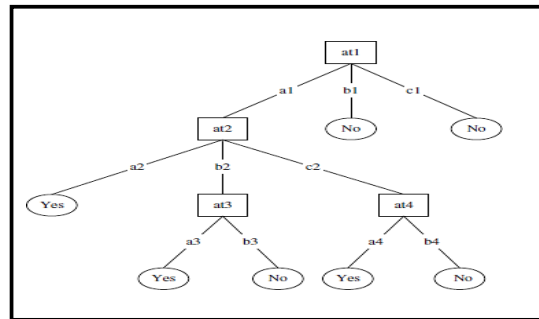 at1
a1 b1 c1
at2 No No
a2 b2 c2
Yes at3 at4
a3 b3 a4 b4
Yes No Yes No